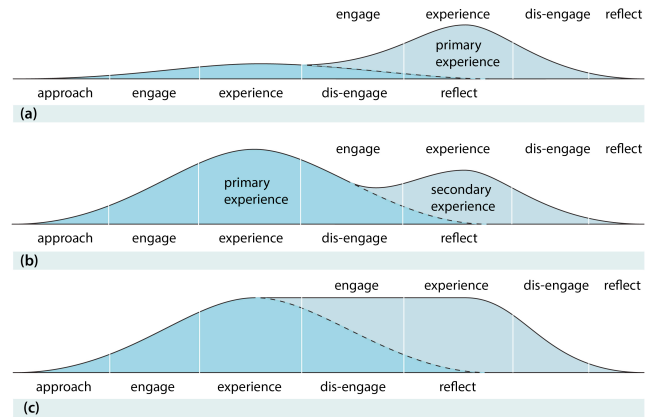 engage experience dis-engage reflect
primary
experience
approach engage experience dis-engage reflect
(a)
engage experience dis-engage reflect
primary
experience
secondary
experience
approach engage experience dis-engage reflect
(b)
engage experience dis-engage reflect
approach engage experience dis-engage reflect
(c)